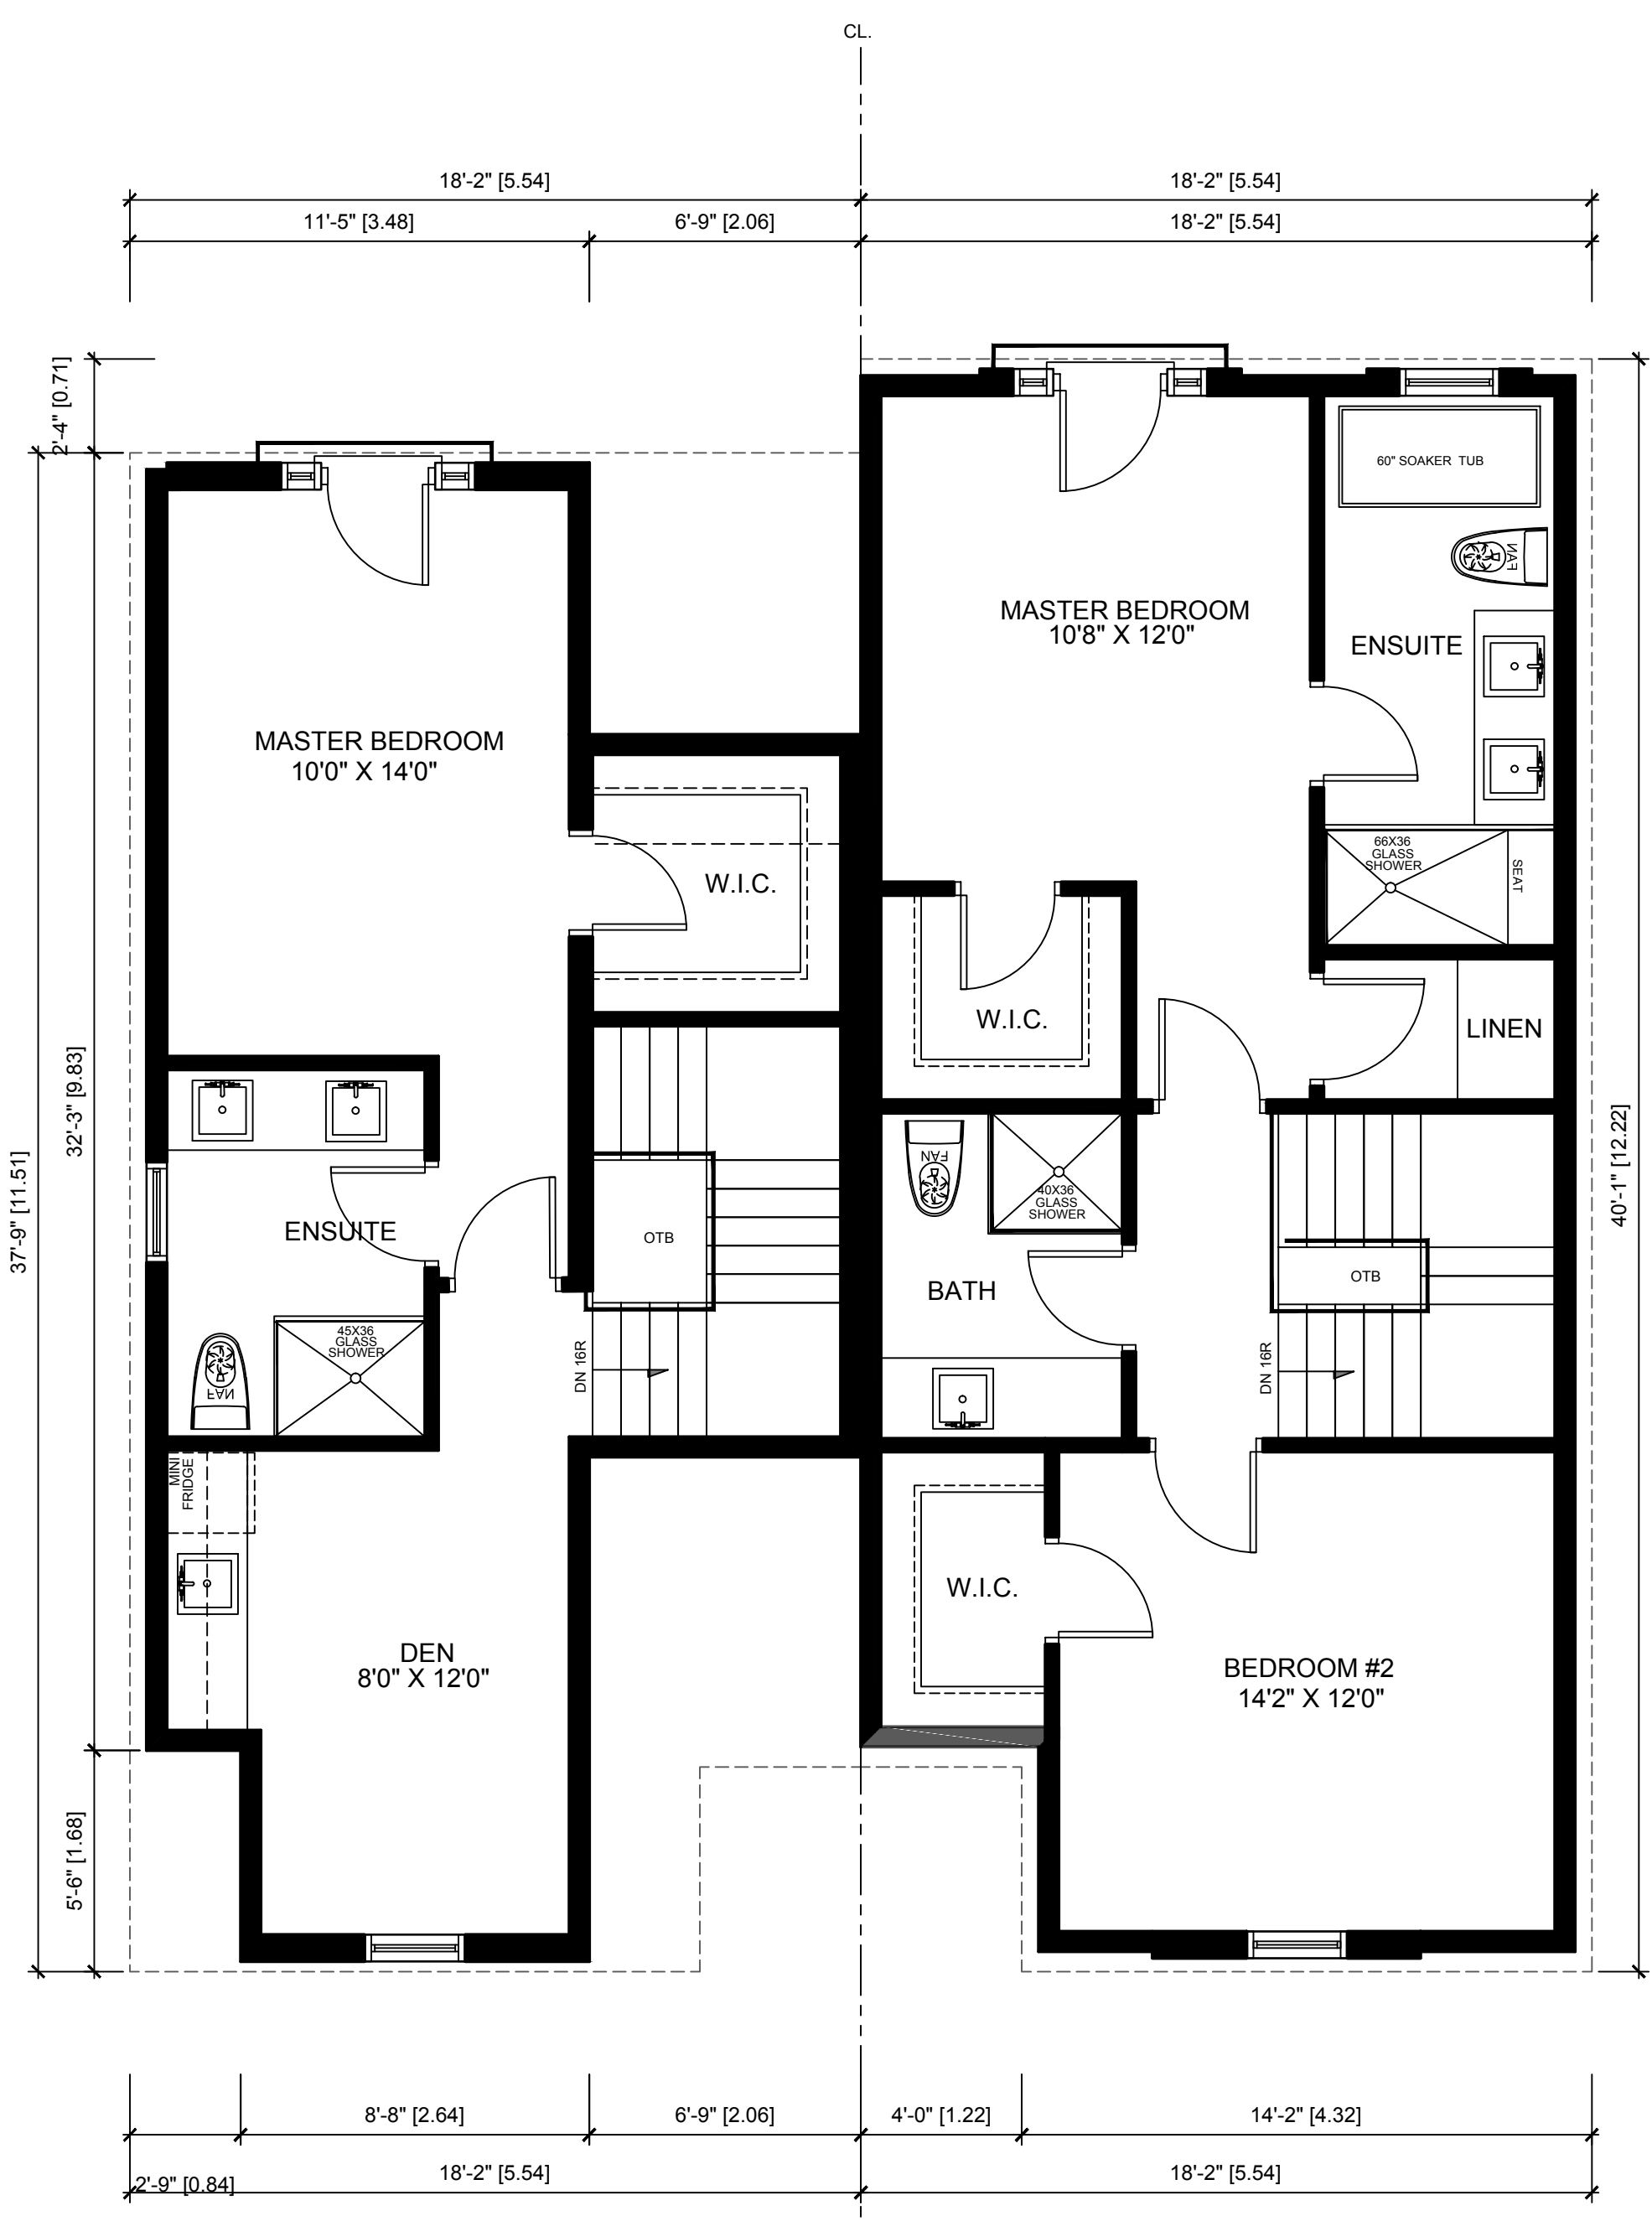 CL.
18'-2" [5.54]
18'-2" [5.54]
11'-5" [3.48]
6'-9" [2.06]
18'-2" [5.54]
2'-4" [0.71]
60" SOAKER TUB
FAN
MASTER BEDROOM
10'8" X 12'0"
ENSUITE
MASTER BEDROOM
10'0" X 14'0"
W.I.C.
66X36
GLASS
SHOWER
SEAT
W.I.C.
LINEN
32'-3" [9.83]
37'-9" [11.51]
40'-1" [12.22]
FAN
40X36
GLASS
SHOWER
ENSUITE
OTB
OTB
BATH
45X36
GLASS
SHOWER
FAN
DN 16R
DN 16R
MINI
FRIDGE
W.I.C.
DEN
8'0" X 12'0"
BEDROOM #2
14'2" X 12'0"
5'-6" [1.68]
8'-8" [2.64]
6'-9" [2.06]
4'-0" [1.22]
14'-2" [4.32]
2'-9" [0.84]
18'-2" [5.54]
18'-2" [5.54]